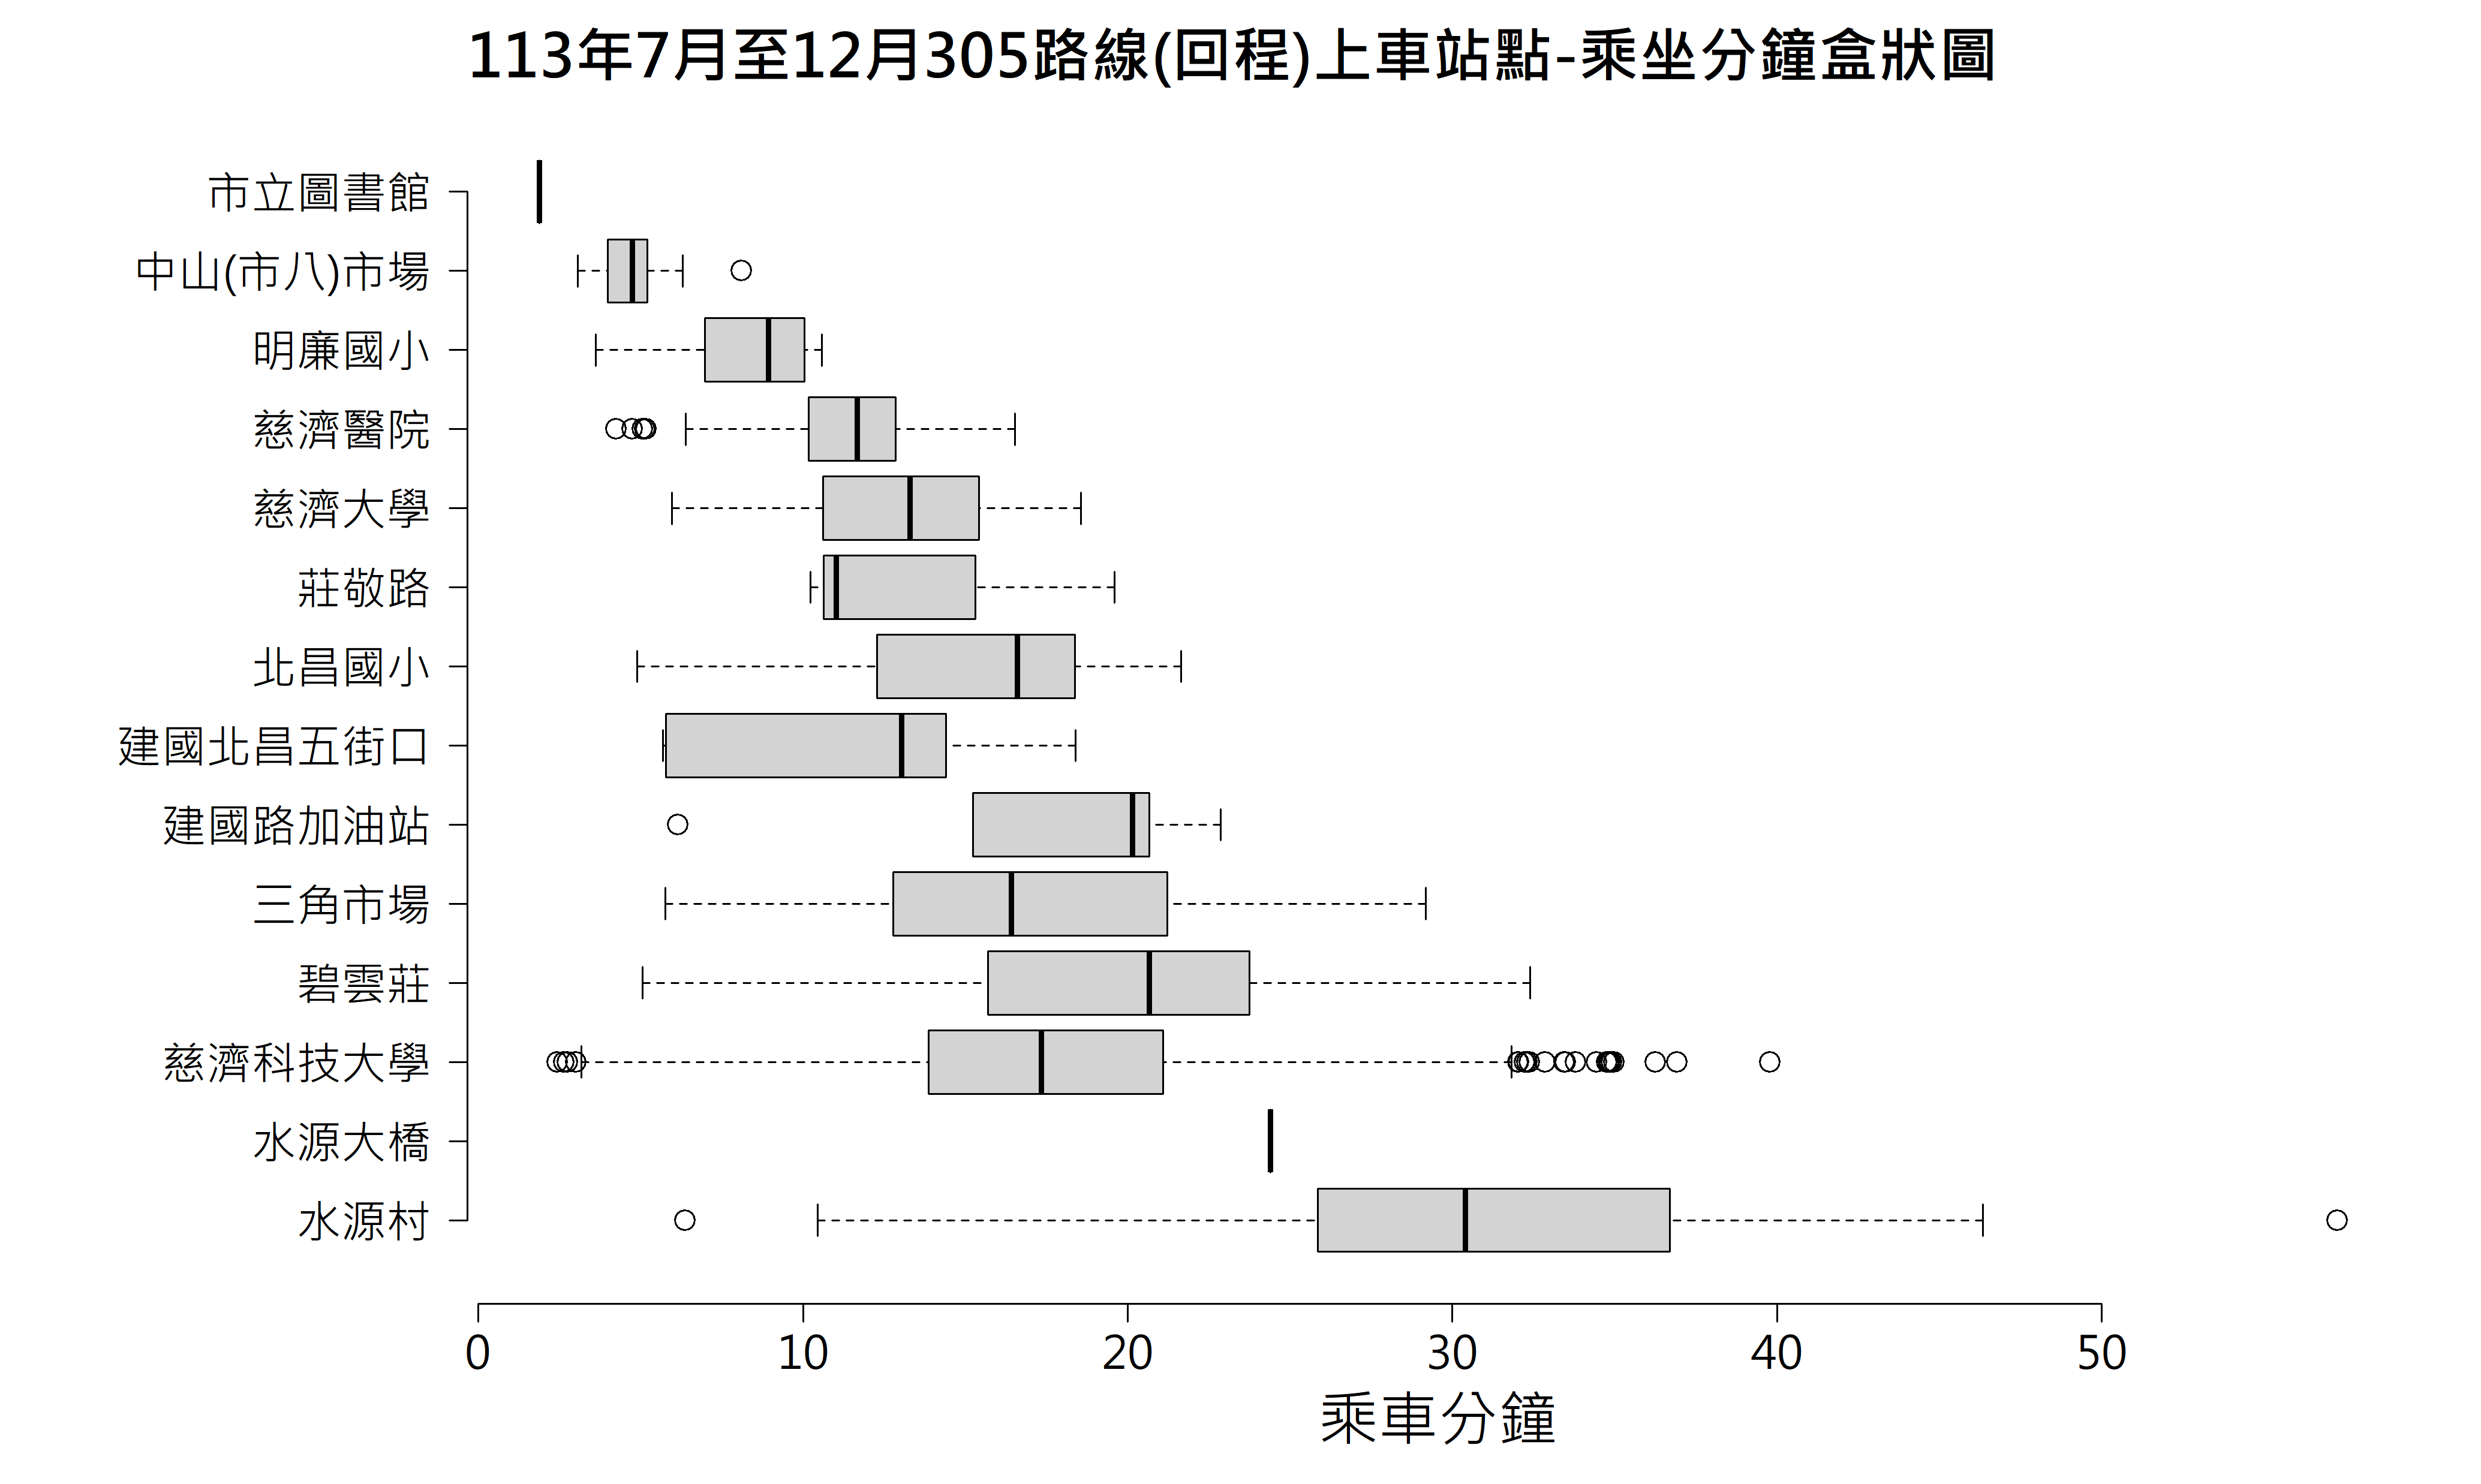 113年7月至12月305路線(回程)上車站點-乘坐分鐘盒狀圖
市立圖書館
中山(市八)市場
明廉國小
慈濟醫院
慈濟大學
莊敬路
北昌國小
建國北昌五街口
建國路加油站
三角市場
碧雲莊
慈濟科技大學
水源大橋
水源村
0 10 20 30 40 50
乘車分鐘